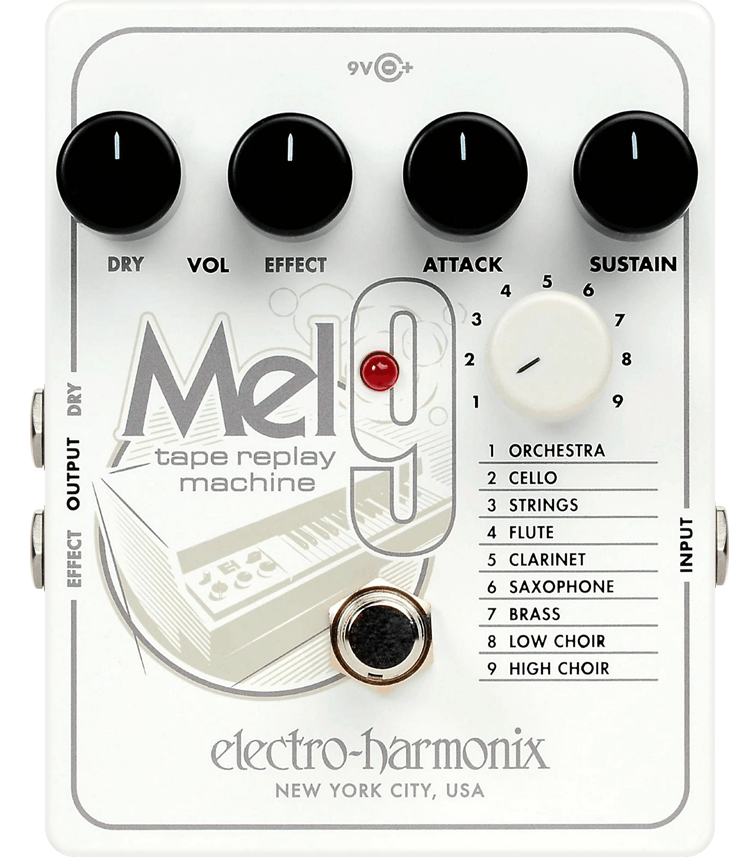 9V +
DRY VOL EFFECT ATTACK SUSTAIN
1 2 3 4 5 6 7 8 9
Mel9
tape replay
machine
OUTPUT DRY
EFFECT
INPUT
1 ORCHESTRA
2 CELLO
3 STRINGS
4 FLUTE
5 CLARINET
6 SAXOPHONE
7 BRASS
8 LOW CHOIR
9 HIGH CHOIR
electro-harmonix
NEW YORK CITY, USA